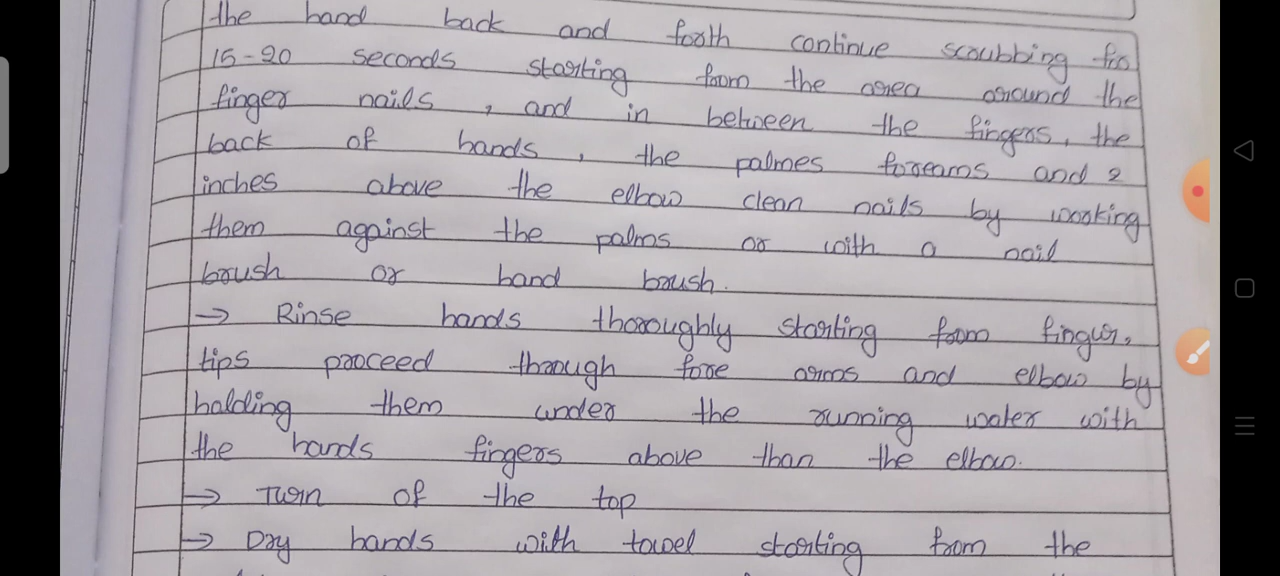 the hand back and forth continue scrubbing fro
15-20 seconds starting from the area around the
finger nails, and in between the fingers, the
back of hands, the palmes foreams and 2
inches above the elbow clean nails by working
them against the palms or with a nail
brush or hand brush.
→ Rinse hands thoroughly starting from finger,
tips proceed through fore arms and elbow by
holding them under the running water with
the hands fingers above than the elbow.
→ Turn of the top
→ Dry hands with towel starting from the